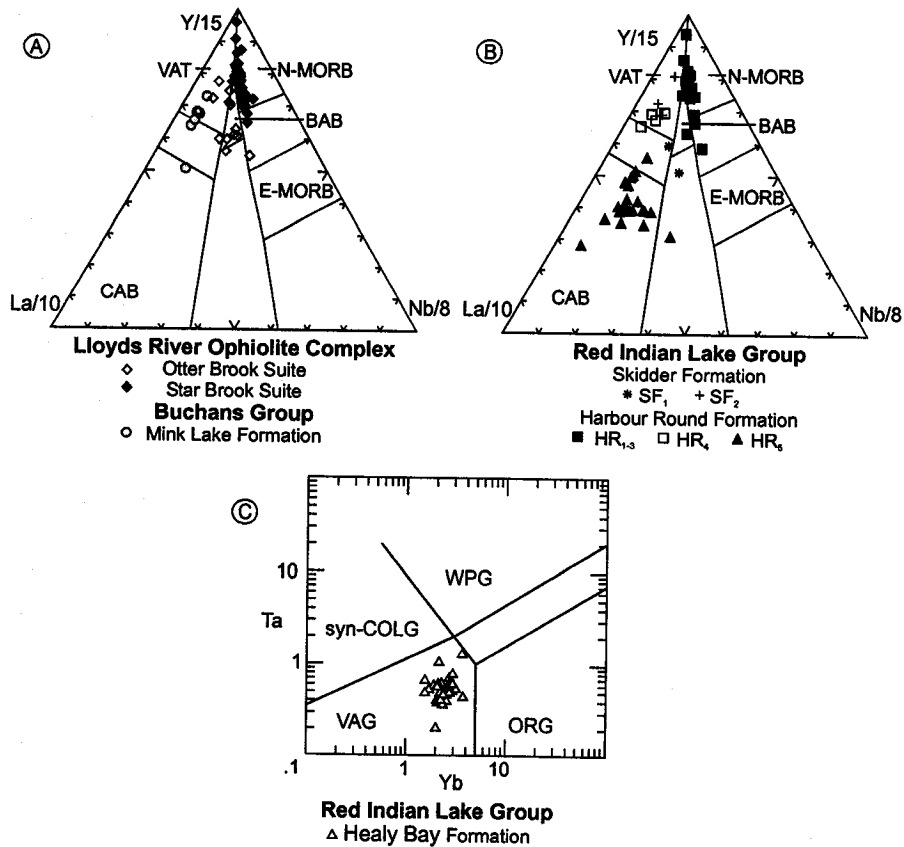 A
Y/15
VAT
N-MORB
BAB
E-MORB
CAB
La/10
Nb/8
Lloyds River Ophiolite Complex
◇ Otter Brook Suite
◆ Star Brook Suite
Buchans Group
○ Mink Lake Formation
B
Y/15
VAT
N-MORB
BAB
E-MORB
CAB
La/10
Nb/8
Red Indian Lake Group
Skidder Formation
* SF₁ + SF₂
Harbour Round Formation
■ HR₁₋₃ □ HR₄ ▲ HR₅
C
10
Ta
1
.1
1
Yb
10
WPG
syn-COLG
VAG
ORG
Red Indian Lake Group
△ Healy Bay Formation